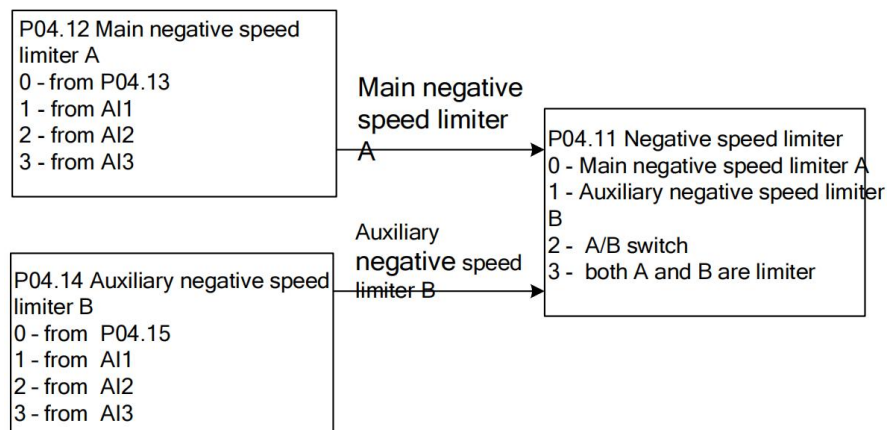 P04.12 Main negative speed
limiter A
0 - from P04.13
1 - from AI1
2 - from AI2
3 - from AI3
Main negative
speed limiter
A
P04.11 Negative speed limiter
0 - Main negative speed limiter A
1 - Auxiliary negative speed limiter
B
2 - A/B switch
3 - both A and B are limiter
Auxiliary
negative speed
limiter B
P04.14 Auxiliary negative speed
limiter B
0 - from P04.15
1 - from AI1
2 - from AI2
3 - from AI3